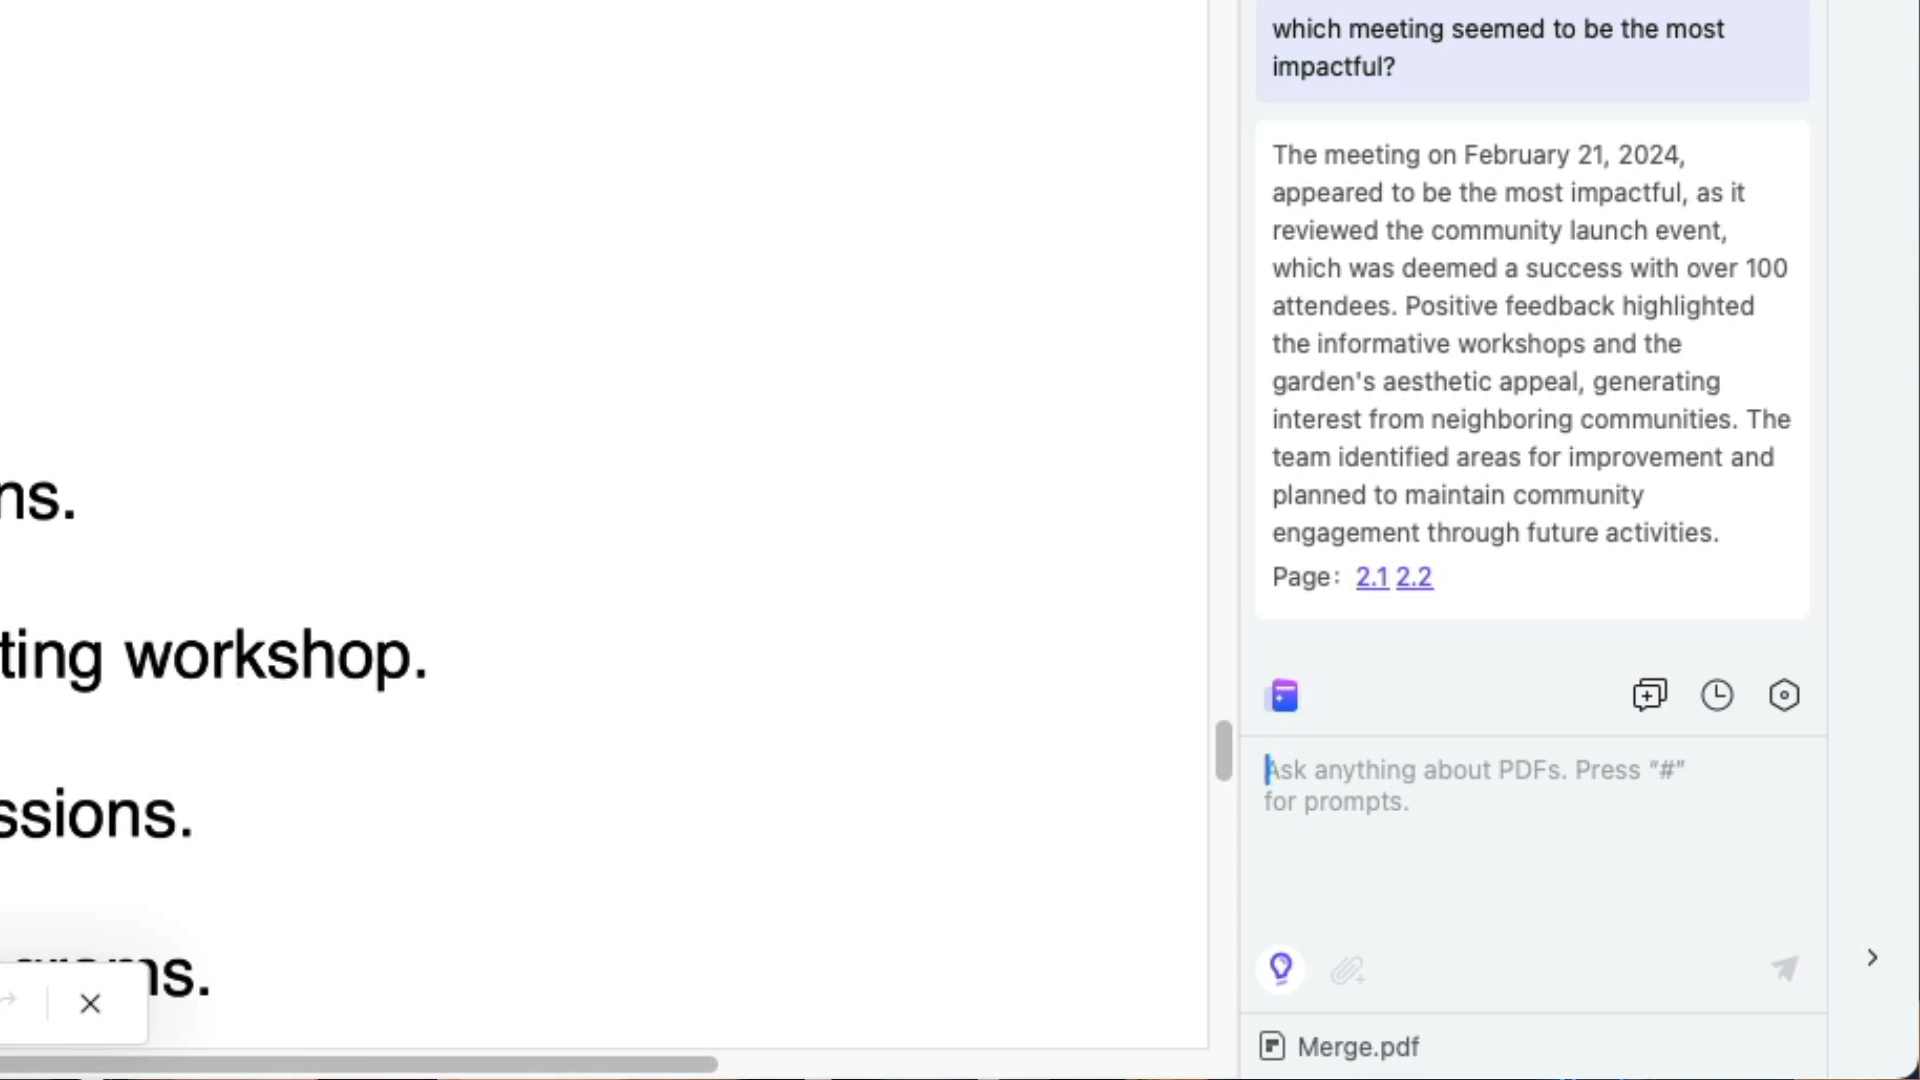 which meeting seemed to be the most
impactful?
The meeting on February 21, 2024,
appeared to be the most impactful, as it
reviewed the community launch event,
which was deemed a success with over 100
attendees. Positive feedback highlighted
the informative workshops and the
garden's aesthetic appeal, generating
interest from neighboring communities. The
team identified areas for improvement and
planned to maintain community
engagement through future activities.
Page: 2.1 2.2
ns.
ting workshop.
ssions.
Ask anything about PDFs. Press “#”
for prompts.
Merge.pdf